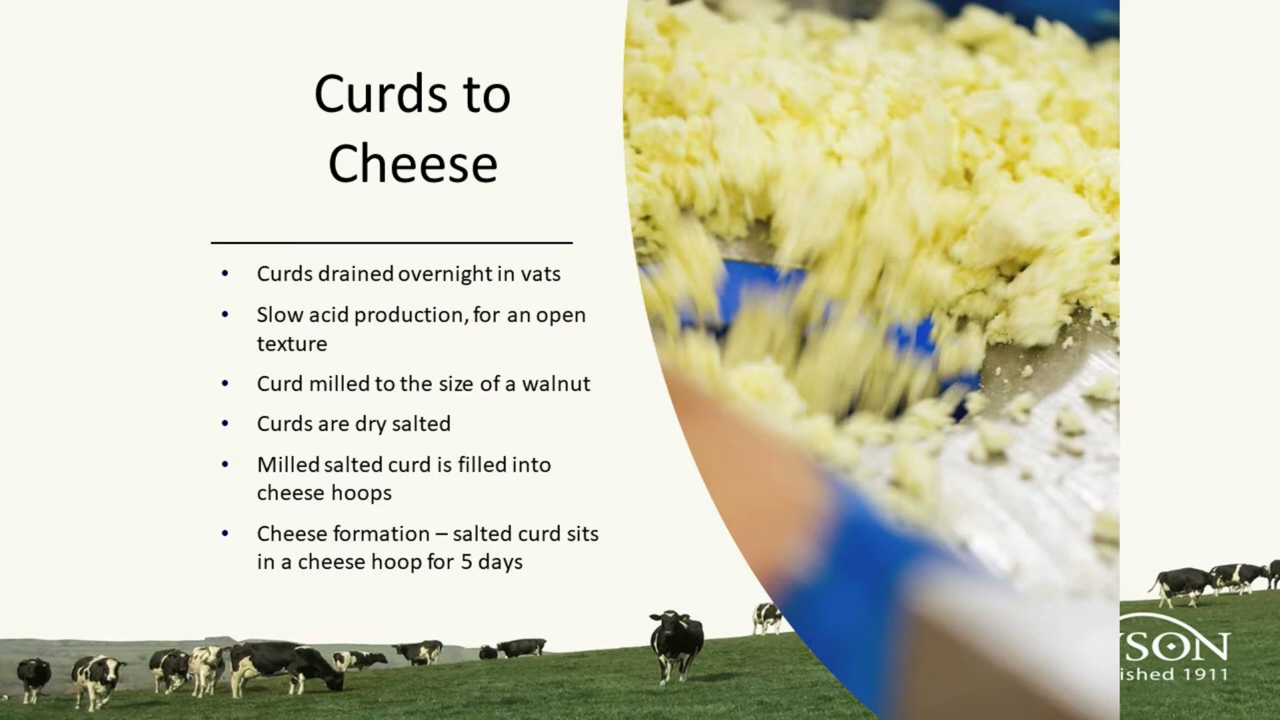 Curds to
Cheese
• Curds drained overnight in vats
• Slow acid production, for an open
texture
• Curd milled to the size of a walnut
• Curds are dry salted
• Milled salted curd is filled into
cheese hoops
• Cheese formation – salted curd sits
in a cheese hoop for 5 days
SON
ished 1911